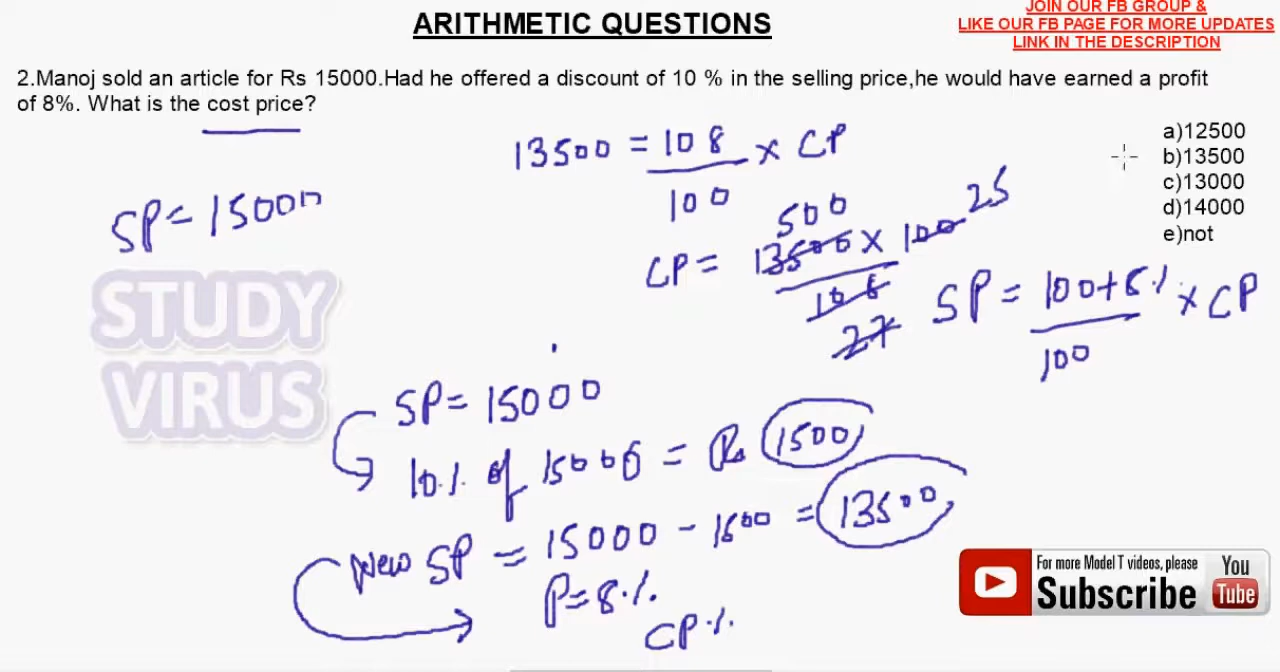 ARITHMETIC QUESTIONS
JOIN OUR FB GROUP &
LIKE OUR FB PAGE FOR MORE UPDATES
LINK IN THE DESCRIPTION
2.Manoj sold an article for Rs 15000.Had he offered a discount of 10 % in the selling price,he would have earned a profit
of 8%. What is the cost price?
a)12500
b)13500
c)13000
d)14000
e)not
13500 = 108 / 100 × CP
SP = 15000
500 25
CP = 13500 × 100 / 108
27
SP = 100+8% / 100 × CP
STUDY
VIRUS
SP = 15000
10% of 15000 = Rs 1500
New SP = 15000 - 1500 = 13500
P = 8%
CP%
For more Model T videos, please
Subscribe
You
Tube